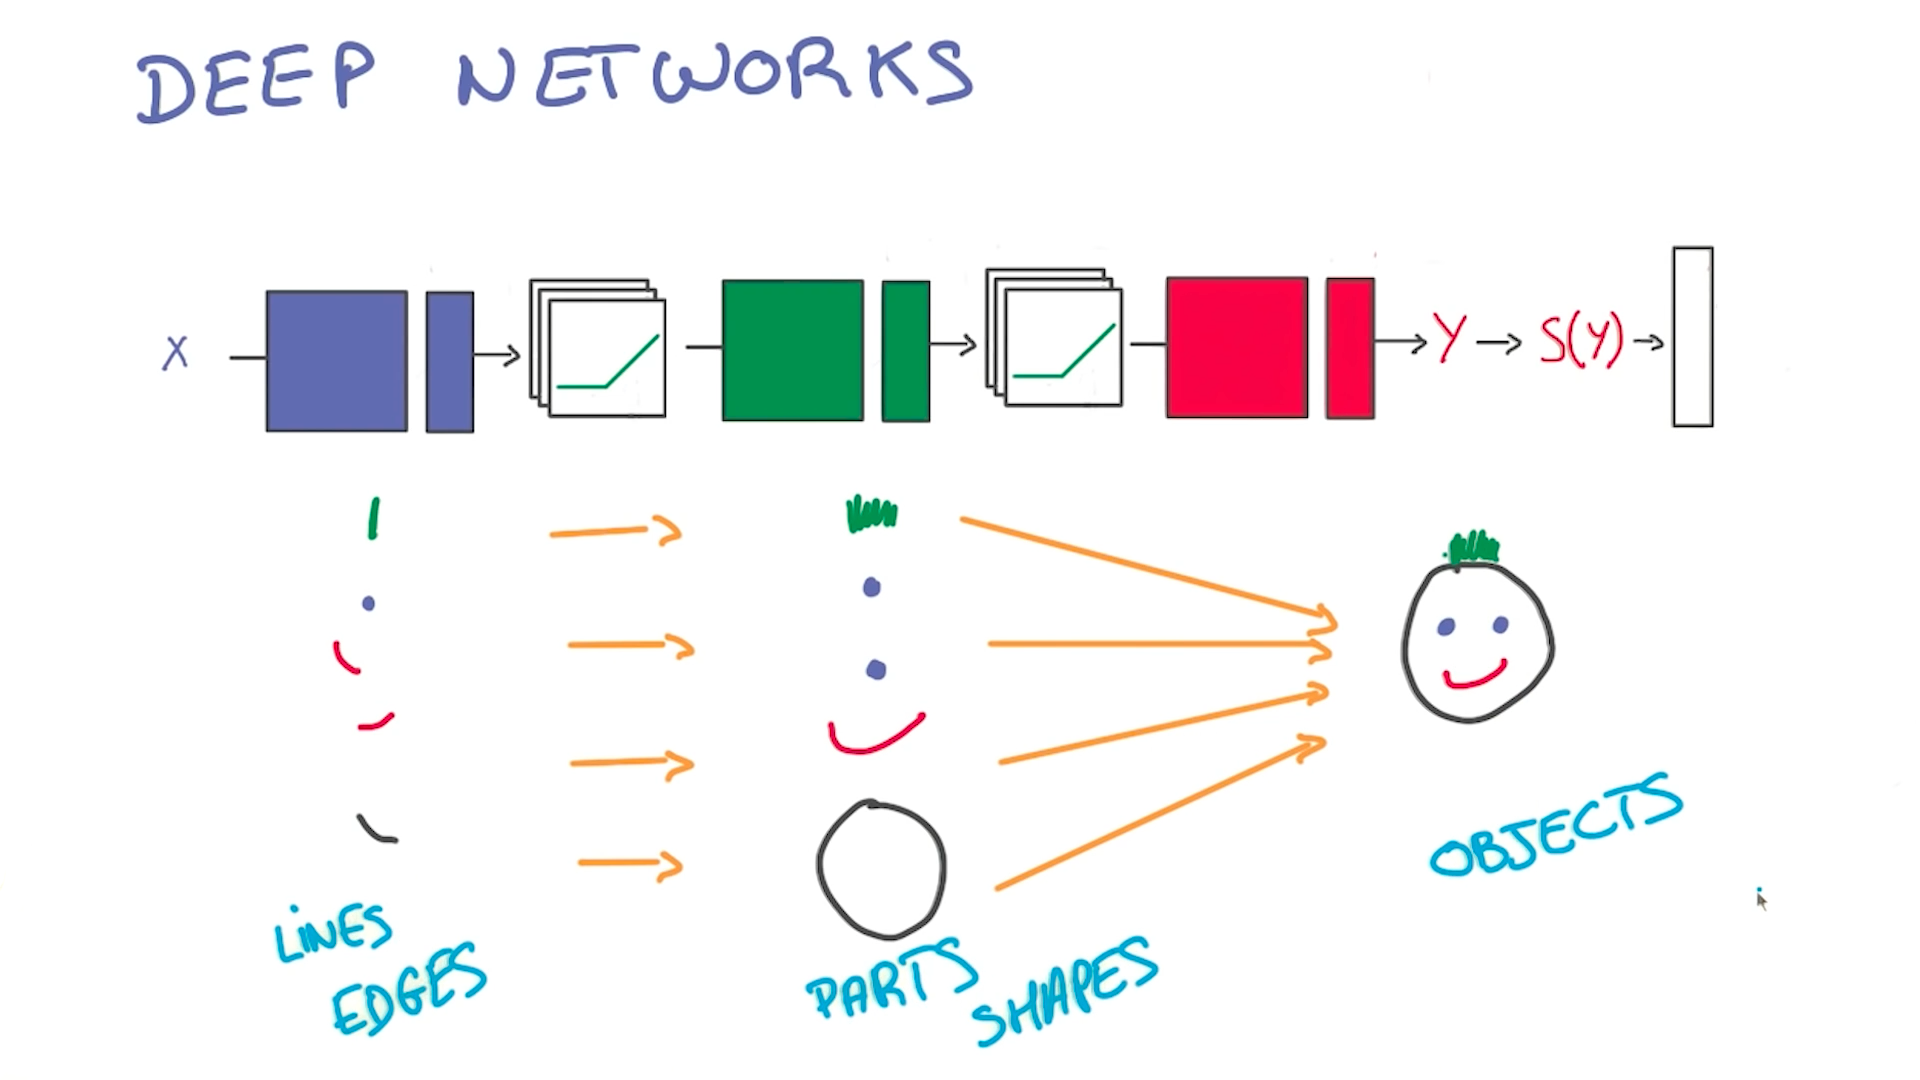 DEEP NETWORKS
X
Y
S(Y)
LINES
EDGES
PARTS
SHAPES
OBJECTS